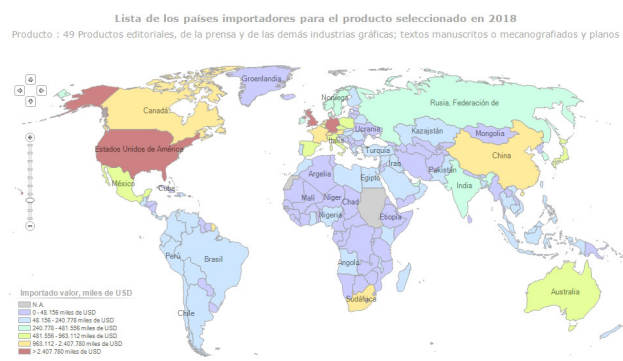 Lista de los países importadores para el producto seleccionado en 2018
Producto : 49 Productos editoriales, de la prensa y de las demás industrias gráficas; textos manuscritos o mecanografiados y planos
Groenlandia
Noruega
Rusia, Federación de
Canadá
Ucrania
Kazajstán
Mongolia
Estados Unidos de América
Italia
Turquía
China
Iraq
Pakistán
México
Cuba
Argelia
Egipto
India
Malí
Níger
Chad
Nigeria
Etiopía
Perú
Brasil
Angola
Sudáfrica
Australia
Chile
Importado valor, miles de USD
N.A.
0 - 48.156 miles de USD
48.156 - 240.778 miles de USD
240.778 - 481.556 miles de USD
481.556 - 963.112 miles de USD
963.112 - 2.407.780 miles de USD
> 2.407.780 miles de USD